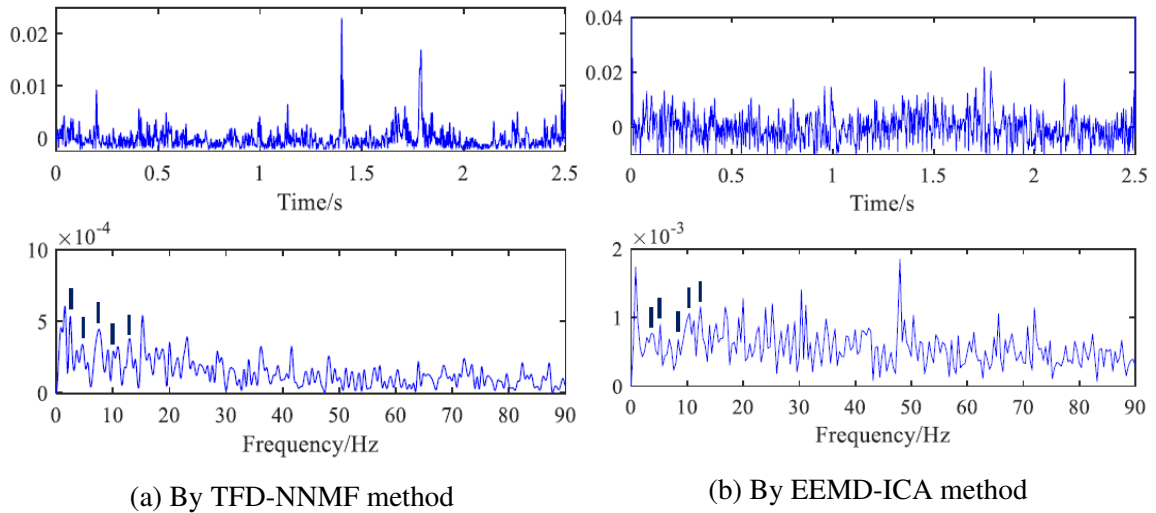 0.02
0.01
0
0 0.5 1 1.5 2 2.5
Time/s
0.04
0.02
0
0 0.5 1 1.5 2 2.5
Time/s
×10⁻⁴
10
5
0
0 10 20 30 40 50 60 70 80 90
Frequency/Hz
×10⁻³
2
1
0
0 10 20 30 40 50 60 70 80 90
Frequency/Hz
(a) By TFD-NNMF method
(b) By EEMD-ICA method